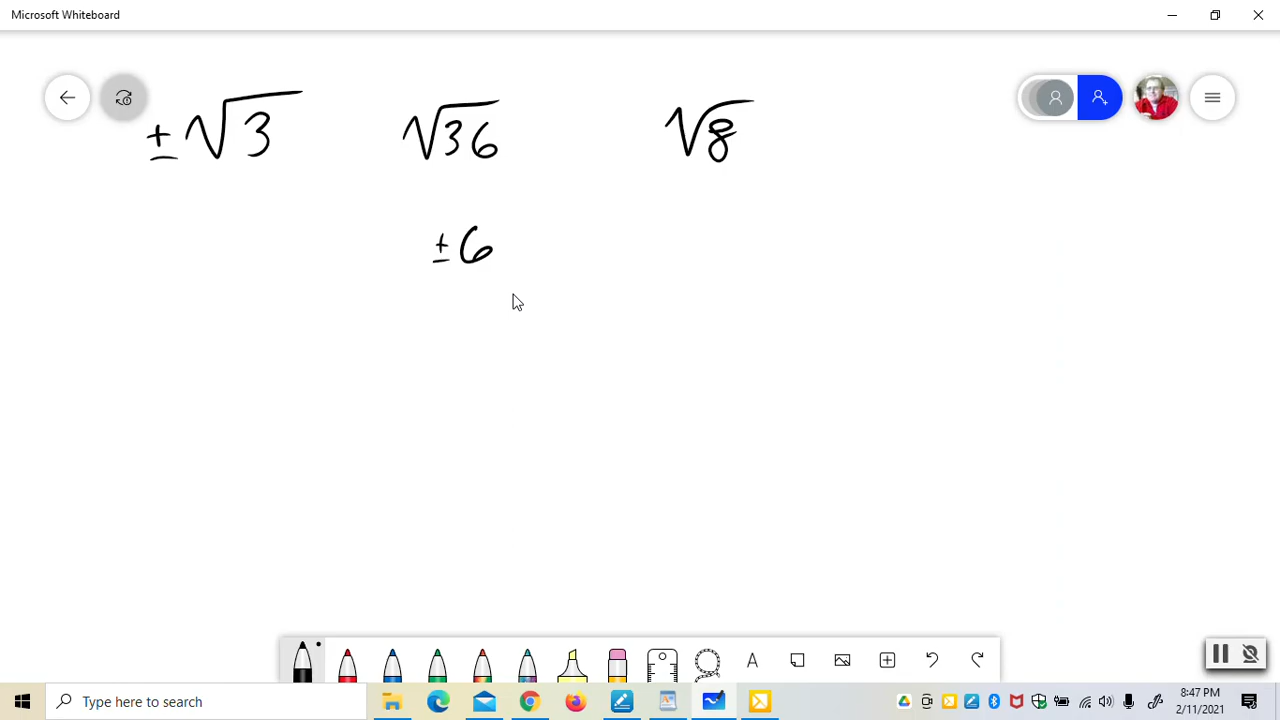 Microsoft Whiteboard
±√3 √36 √8
±6
A
Type here to search
8:47 PM
2/11/2021